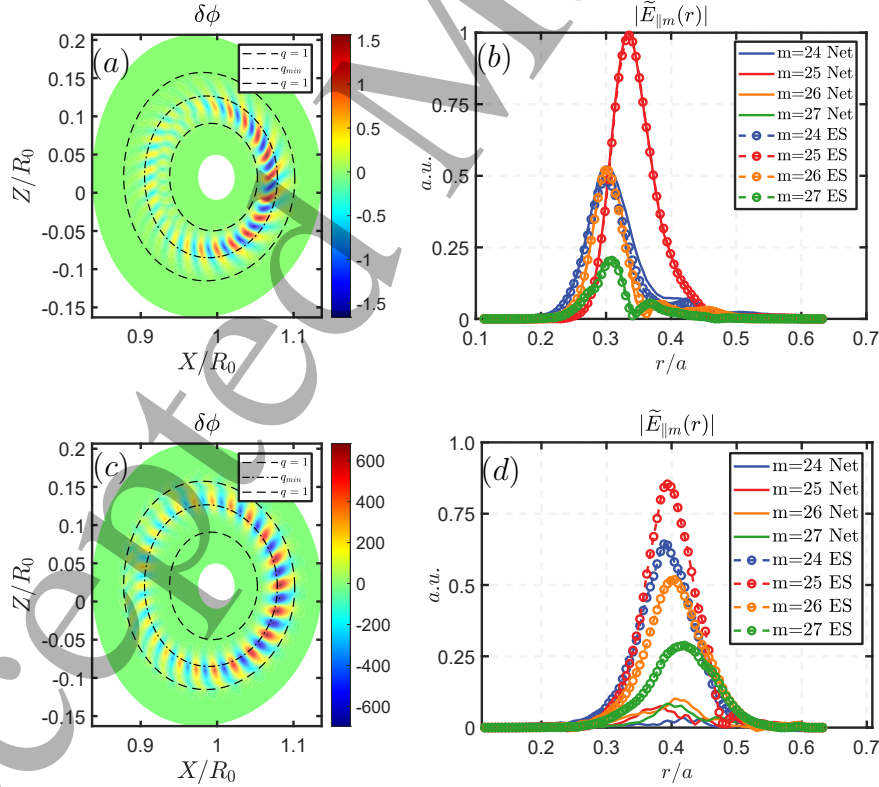 δϕ
(a)
q = 1
q_min
q = 1
0.2
0.15
0.1
0.05
0
-0.05
-0.1
-0.15
Z/R₀
0.9
1
1.1
X/R₀
1.5
1
0.5
0
-0.5
-1
-1.5
|Ẽ∥m(r)|
(b)
m=24 Net
m=25 Net
m=26 Net
m=27 Net
m=24 ES
m=25 ES
m=26 ES
m=27 ES
1
0.75
0.5
0.25
0
a.u.
0.1
0.2
0.3
0.4
0.5
0.6
0.7
r/a
δϕ
(c)
q = 1
q_min
q = 1
0.2
0.15
0.1
0.05
0
-0.05
-0.1
-0.15
Z/R₀
0.9
1
1.1
X/R₀
600
400
200
0
200
400
-600
|Ẽ∥m(r)|
(d)
m=24 Net
m=25 Net
m=26 Net
m=27 Net
m=24 ES
m=25 ES
m=26 ES
m=27 ES
1.0
0.75
0.5
0.25
0
a.u.
0.2
0.3
0.4
0.5
0.6
0.7
r/a
cepted M